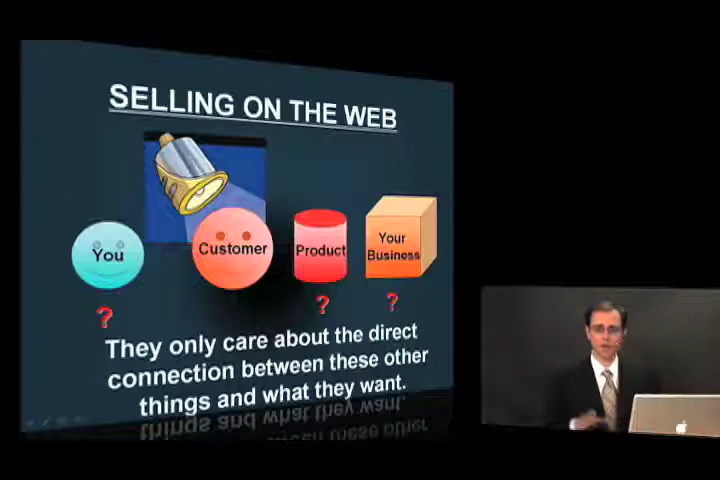 SELLING ON THE WEB
You
Customer
Product
Your
Business
?
?
?
They only care about the direct
connection between these other
things and what they want.